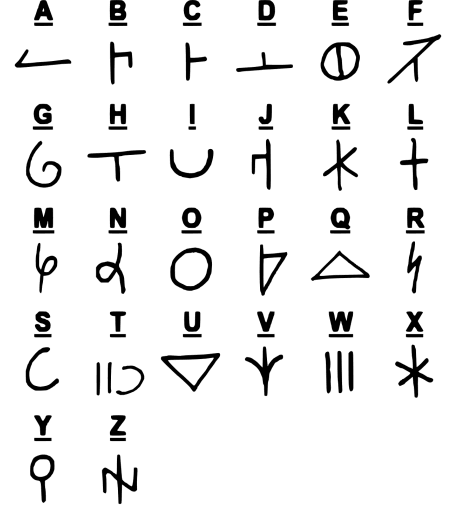 A B C D E F
G H I J K L
M N O P Q R
S T U V W X
Y Z